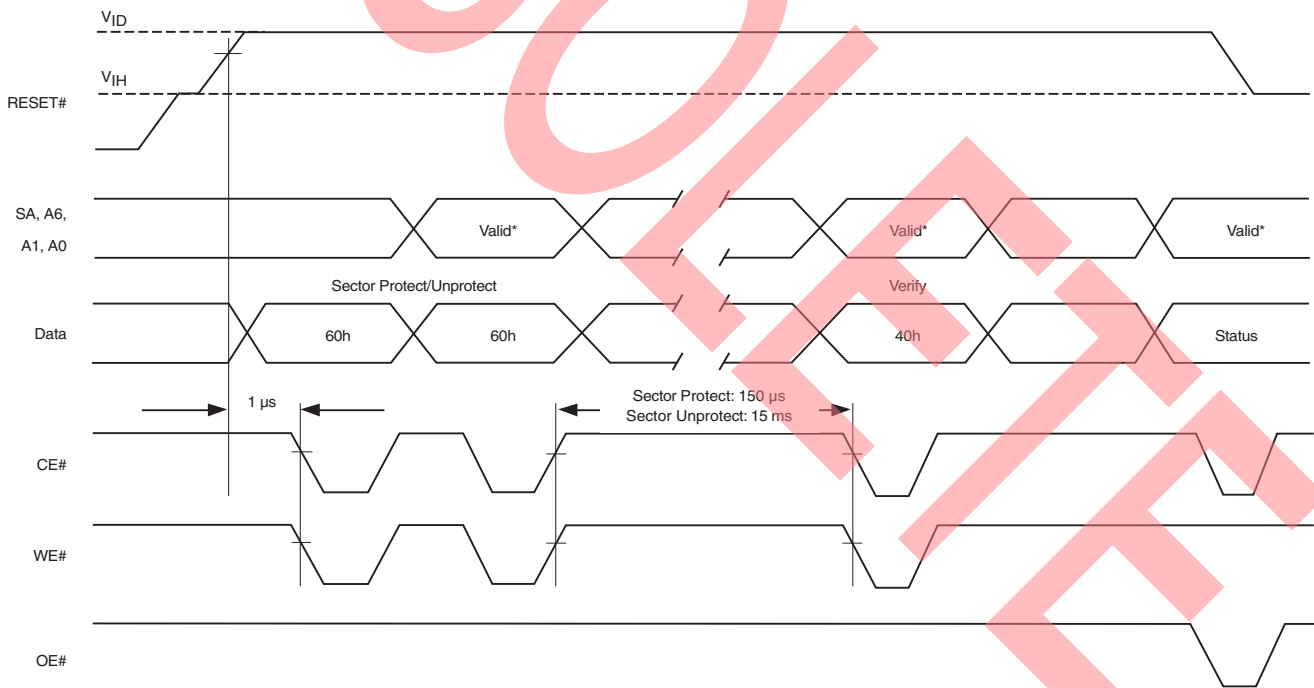 VID
VIH
RESET#
SA, A6,
A1, A0
Valid*
Valid*
Valid*
Sector Protect/Unprotect
Verify
Data
60h
60h
40h
Status
1 µs
Sector Protect: 150 µs
Sector Unprotect: 15 ms
CE#
WE#
OE#